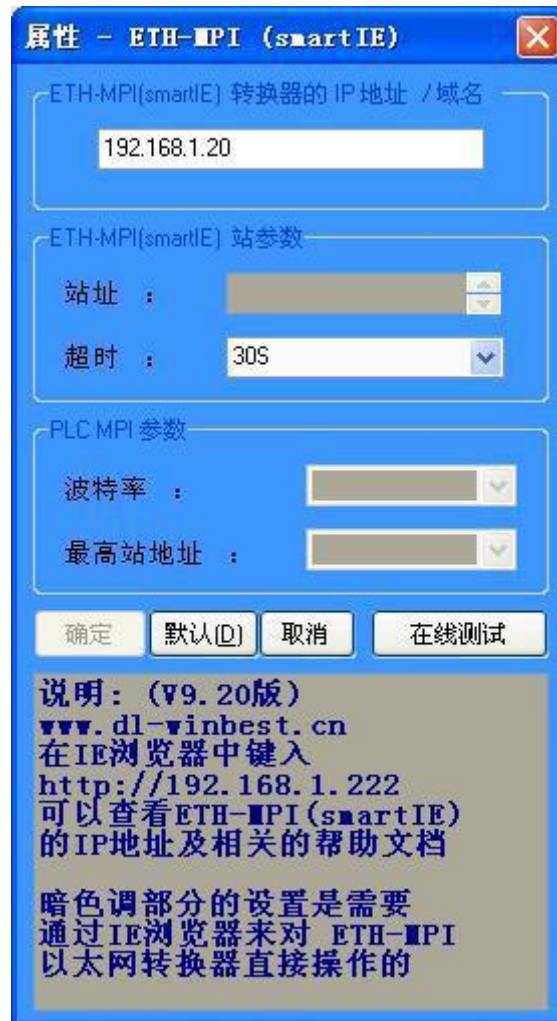 属性 - ETH-MPI (smartIE)
ETH-MPI(smartIE) 转换器的 IP 地址 / 域名
192.168.1.20
ETH-MPI(smartIE) 站参数
站址 :
超时 : 30S
PLC MPI 参数
波特率 :
最高站地址 :
确定 默认(D) 取消 在线测试
说明: (V9.20版)
www.dl-winbest.cn
在IE浏览器中键入
http://192.168.1.222
可以查看ETH-MPI(smartIE)
的IP地址及相关的帮助文档
暗色调部分的设置是需要
通过IE浏览器来对 ETH-MPI
以太网转换器直接操作的